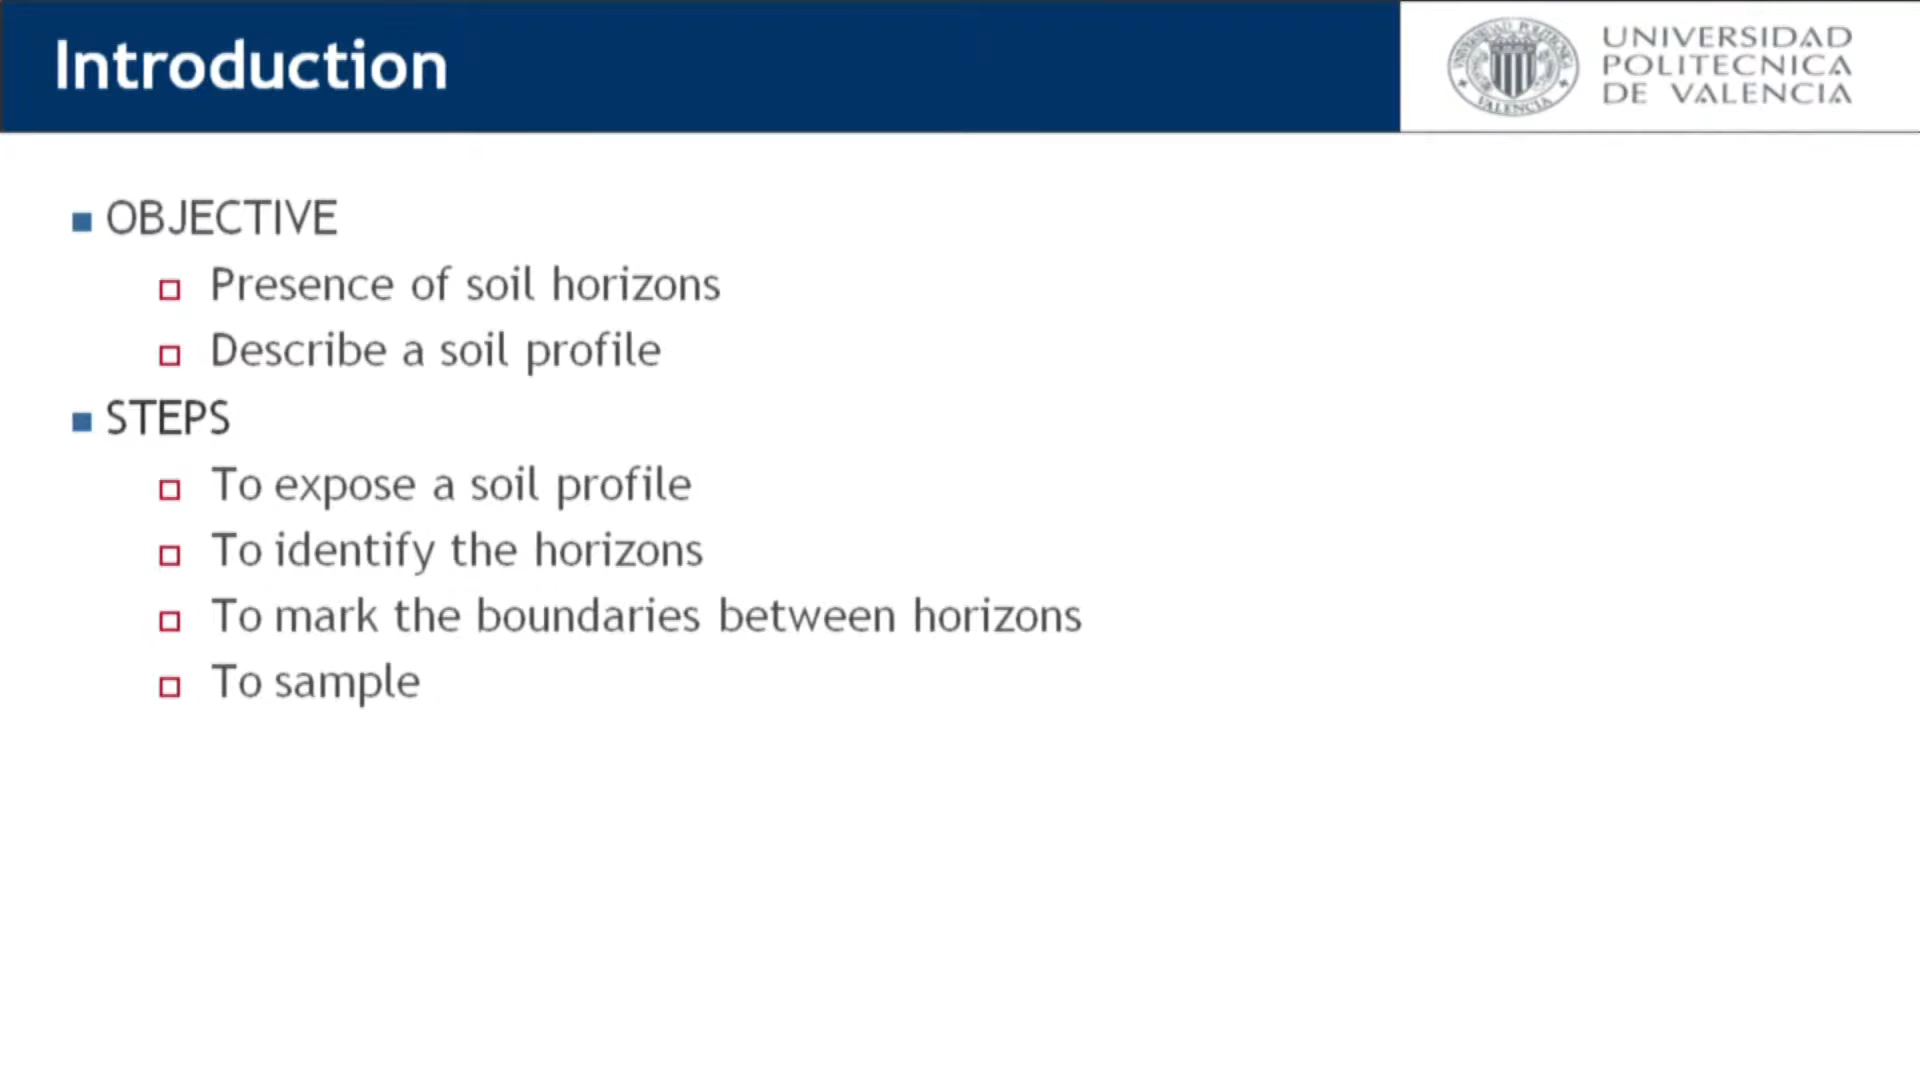 Introduction
UNIVERSIDAD
POLITECNICA
DE VALENCIA
VALENCIA
OBJECTIVE
Presence of soil horizons
Describe a soil profile
STEPS
To expose a soil profile
To identify the horizons
To mark the boundaries between horizons
To sample